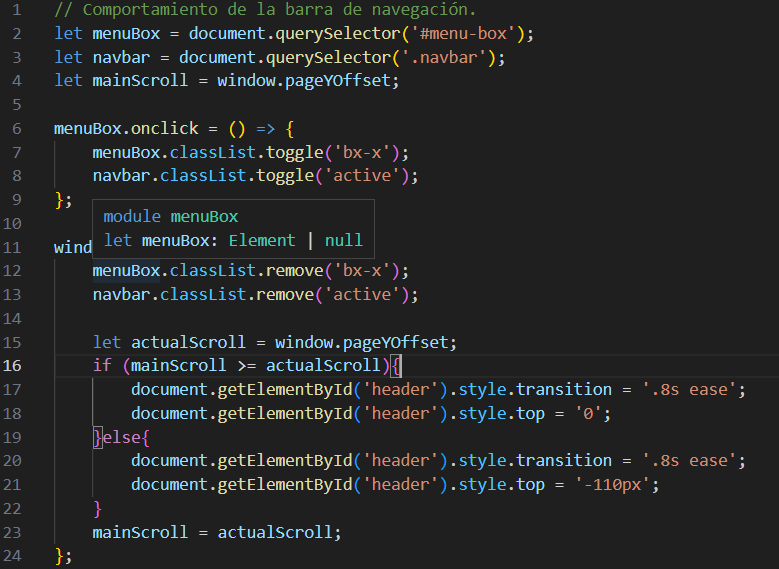 1 // Comportamiento de la barra de navegación.
2 let menuBox = document.querySelector('#menu-box');
3 let navbar = document.querySelector('.navbar');
4 let mainScroll = window.pageYOffset;
5
6 menuBox.onclick = () => {
7 menuBox.classList.toggle('bx-x');
8 navbar.classList.toggle('active');
9 };
10
module menuBox
let menuBox: Element | null
11 wind
12 menuBox.classList.remove('bx-x');
13 navbar.classList.remove('active');
14
15 let actualScroll = window.pageYOffset;
16 if (mainScroll >= actualScroll){
17 document.getElementById('header').style.transition = '.8s ease';
18 document.getElementById('header').style.top = '0';
19 }else{
20 document.getElementById('header').style.transition = '.8s ease';
21 document.getElementById('header').style.top = '-110px';
22 }
23 mainScroll = actualScroll;
24 };